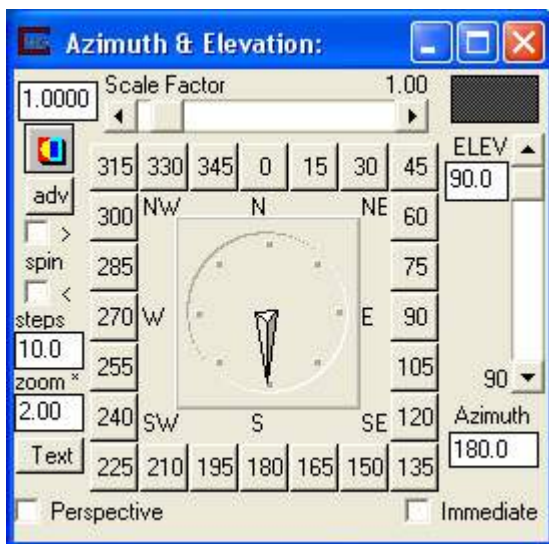 Azimuth & Elevation:
1.0000 Scale Factor 1.00
ELEV
90.0
315 330 345 0 15 30 45
adv
300 NW N NE 60
>
spin
285 75
<
steps
270 W E 90
10.0
255 105
90
zoom *
2.00
240 SW S SE 120
Azimuth
180.0
Text
225 210 195 180 165 150 135
Perspective Immediate